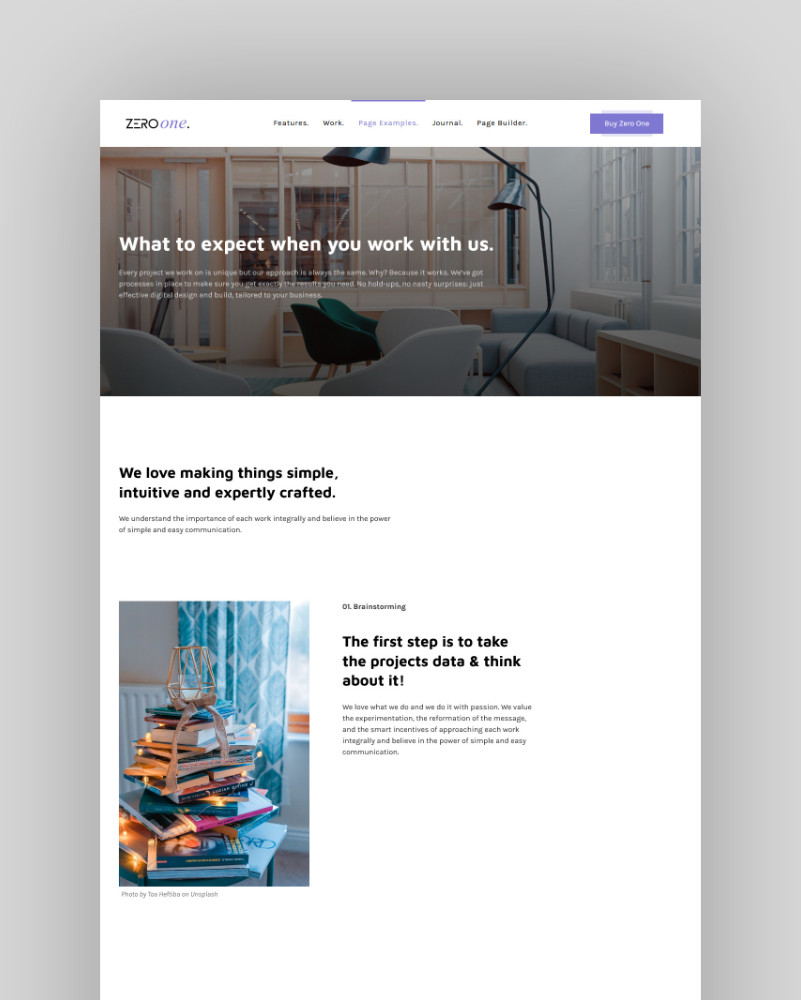 ZERO one.
Features. Work. Page Examples. Journal. Page Builder.
Buy Zero One
What to expect when you work with us.
Every project we work on is unique but our approach is always the same. Why? Because it works. We've got
processes in place to make sure you get exactly the results you need. No hold-ups, no nasty surprises: just
effective digital design and build, tailored to your business.
We love making things simple,
intuitive and expertly crafted.
We understand the importance of each work integrally and believe in the power
of simple and easy communication.
01. Brainstorming
The first step is to take
the projects data & think
about it!
We love what we do and we do it with passion. We value
the experimentation, the reformation of the message,
and the smart incentives of approaching each work
integrally and believe in the power of simple and easy
communication.
Photo by Toa Heftiba on Unsplash